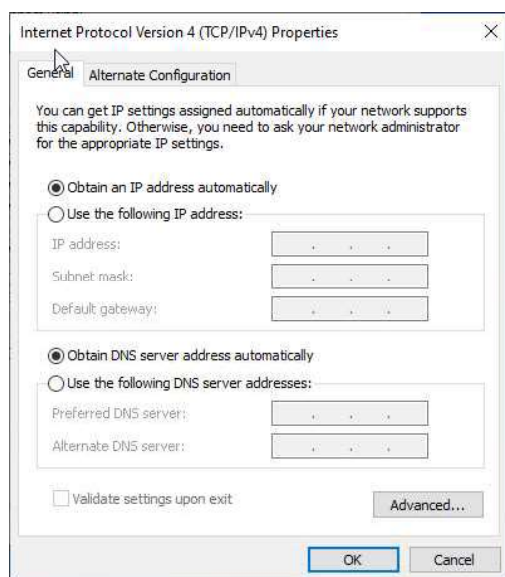 Internet Protocol Version 4 (TCP/IPv4) Properties
General
Alternate Configuration
You can get IP settings assigned automatically if your network supports
this capability. Otherwise, you need to ask your network administrator
for the appropriate IP settings.
Obtain an IP address automatically
Use the following IP address:
IP address:
Subnet mask:
Default gateway:
Obtain DNS server address automatically
Use the following DNS server addresses:
Preferred DNS server:
Alternate DNS server:
Validate settings upon exit
Advanced...
OK
Cancel